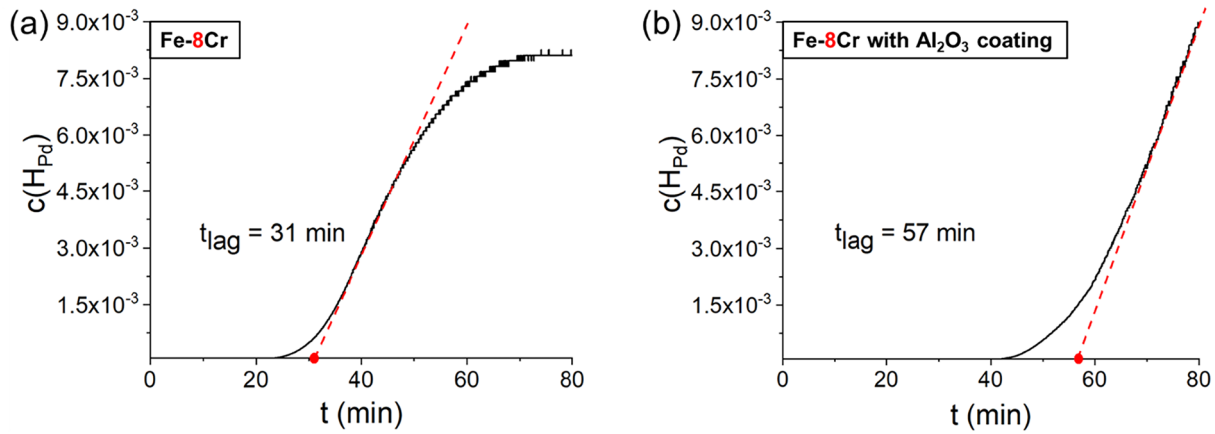 (a)
Fe-8Cr
c(H_Pd)
9.0x10⁻³
7.5x10⁻³
6.0x10⁻³
4.5x10⁻³
3.0x10⁻³
1.5x10⁻³
t_lag = 31 min
0 20 40 60 80
t (min)
(b)
Fe-8Cr with Al₂O₃ coating
c(H_Pd)
9.0x10⁻³
7.5x10⁻³
6.0x10⁻³
4.5x10⁻³
3.0x10⁻³
1.5x10⁻³
t_lag = 57 min
0 20 40 60 80
t (min)